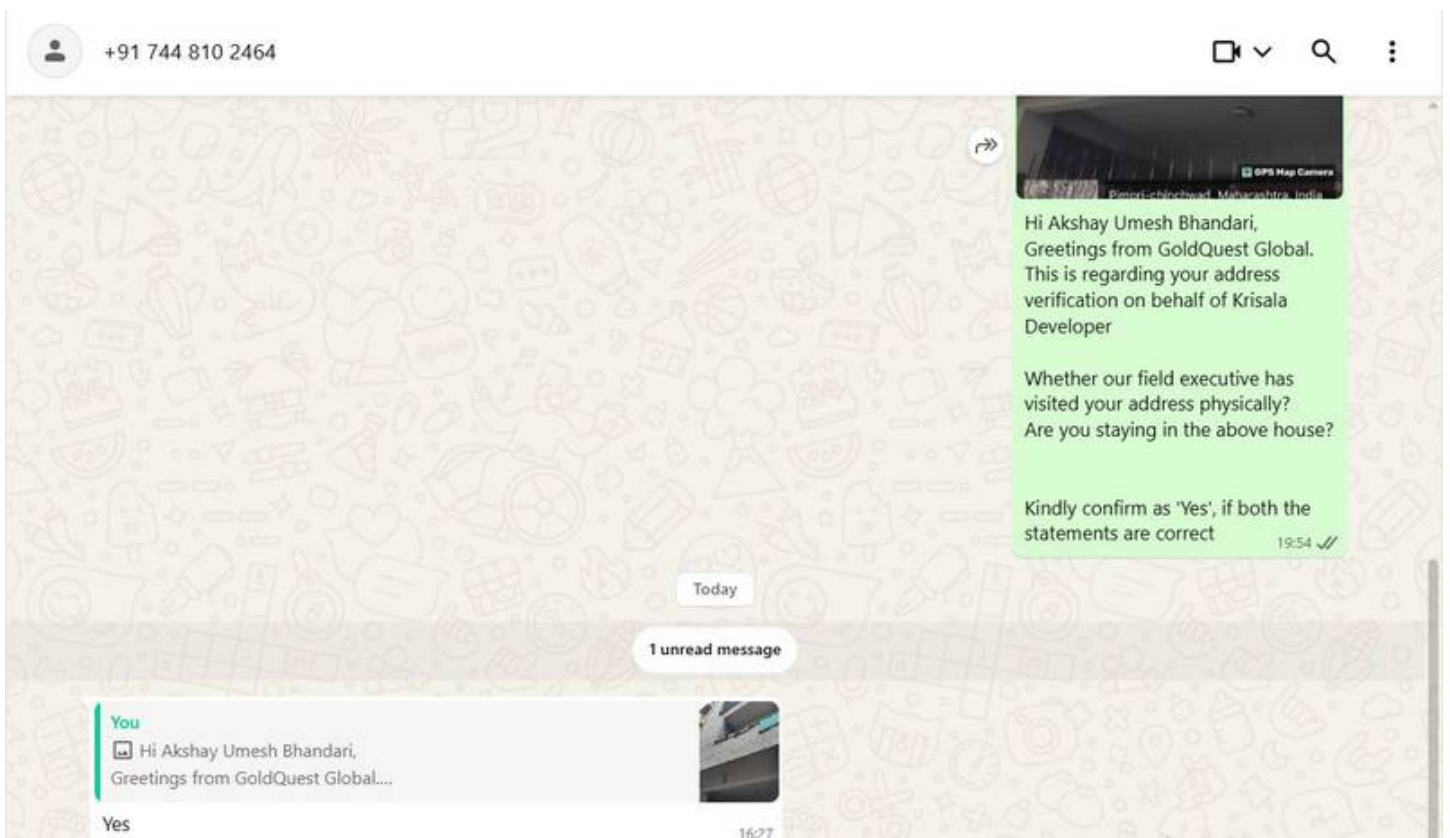 +91 744 810 2464
GPS Map Camera
Pimpri-chinchwad, Maharashtra, India
Hi Akshay Umesh Bhandari,
Greetings from GoldQuest Global.
This is regarding your address
verification on behalf of Krisala
Developer
Whether our field executive has
visited your address physically?
Are you staying in the above house?
Kindly confirm as 'Yes', if both the
statements are correct
19:54
Today
1 unread message
You
Hi Akshay Umesh Bhandari,
Greetings from GoldQuest Global....
Yes
16:27